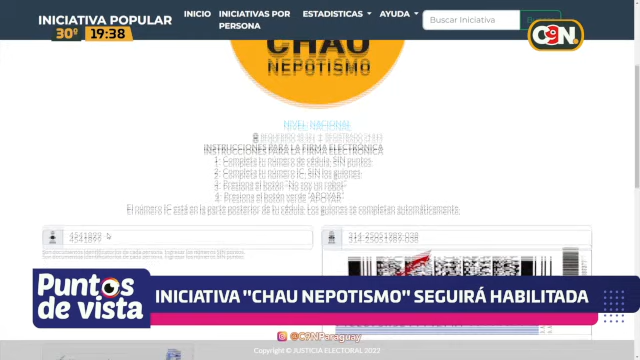 INICIATIVA POPULAR
INICIO
INICIATIVAS POR PERSONA
ESTADISTICAS
AYUDA
Buscar Iniciativa
30º
19:38
C9N
CHAU
NEPOTISMO
NIVEL NACIONAL
INSTRUCCIONES PARA LA FIRMA ELECTRÓNICA
1. Completa tu número de cédula, SIN puntos.
2. Completa tu número IC, SIN los guiones.
3. Presiona el botón "No soy un robot"
4. Presiona el botón verde "APOYAR"
El número IC está en la parte posterior de tu cédula. Los guiones se completan automáticamente.
Puntos de vista
INICIATIVA "CHAU NEPOTISMO" SEGUIRÁ HABILITADA
@C9NParaguay
Copyright © JUSTICIA ELECTORAL 2022